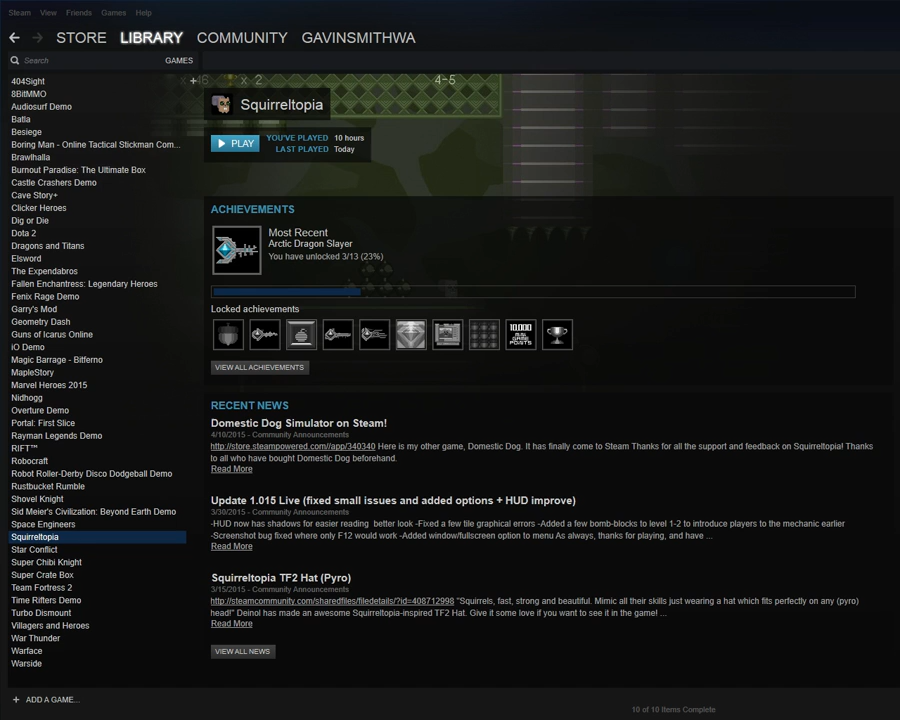 Steam View Friends Games Help
STORE LIBRARY COMMUNITY GAVINSMITHWA
Search GAMES
404Sight
8BitMMO
Audiosurf Demo
Batla
Besiege
Boring Man - Online Tactical Stickman Com...
Brawlhalla
Burnout Paradise: The Ultimate Box
Castle Crashers Demo
Cave Story+
Clicker Heroes
Dig or Die
Dota 2
Dragons and Titans
Elsword
The Expendabros
Fallen Enchantress: Legendary Heroes
Fenix Rage Demo
Garry's Mod
Geometry Dash
Guns of Icarus Online
iO Demo
Magic Barrage - Bitferno
MapleStory
Marvel Heroes 2015
Nidhogg
Overture Demo
Portal: First Slice
Rayman Legends Demo
RIFT™
Robocraft
Robot Roller-Derby Disco Dodgeball Demo
Rustbucket Rumble
Shovel Knight
Sid Meier's Civilization: Beyond Earth Demo
Space Engineers
Squirreltopia
Star Conflict
Super Chibi Knight
Super Crate Box
Team Fortress 2
Time Rifters Demo
Turbo Dismount
Villagers and Heroes
War Thunder
Warface
Warside
+ ADD A GAME...
x 46 x 2 4-5
Squirreltopia
PLAY
YOU'VE PLAYED 10 hours
LAST PLAYED Today
ACHIEVEMENTS
Most Recent
Arctic Dragon Slayer
You have unlocked 3/13 (23%)
Locked achievements
10,000
GAME
POINTS
VIEW ALL ACHIEVEMENTS
RECENT NEWS
Domestic Dog Simulator on Steam!
4/10/2015 - Community Announcements
http://store.steampowered.com//app/340340 Here is my other game, Domestic Dog. It has finally come to Steam Thanks for all the support and feedback on Squirreltopia! Thanks
to all who have bought Domestic Dog beforehand.
Read More
Update 1.015 Live (fixed small issues and added options + HUD improve)
3/30/2015 - Community Announcements
-HUD now has shadows for easier reading better look -Fixed a few tile graphical errors -Added a few bomb-blocks to level 1-2 to introduce players to the mechanic earlier
-Screenshot bug fixed where only F12 would work -Added window/fullscreen option to menu As always, thanks for playing, and have ...
Read More
Squirreltopia TF2 Hat (Pyro)
3/15/2015 - Community Announcements
http://steamcommunity.com/sharedfiles/filedetails/?id=408712998 "Squirrels, fast, strong and beautiful. Mimic all their skills just wearing a hat which fits perfectly on any (pyro)
head!" Deinol has made an awesome Squirreltopia-inspired TF2 Hat. Give it some love if you want to see it in the game! ...
Read More
VIEW ALL NEWS
10 of 10 Items Complete